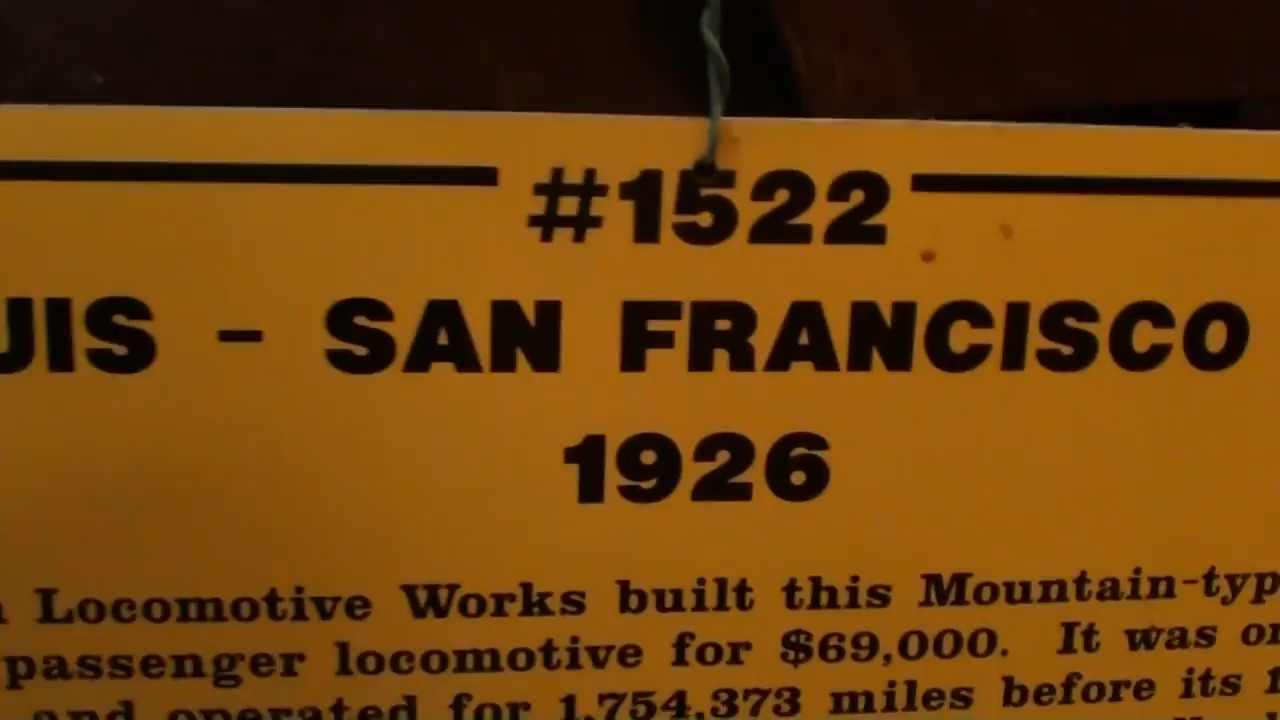 #1522
UIS - SAN FRANCISCO
1926
Locomotive Works built this Mountain-typ
passenger locomotive for $69,000. It was
and operated for 1,754,373 miles before its